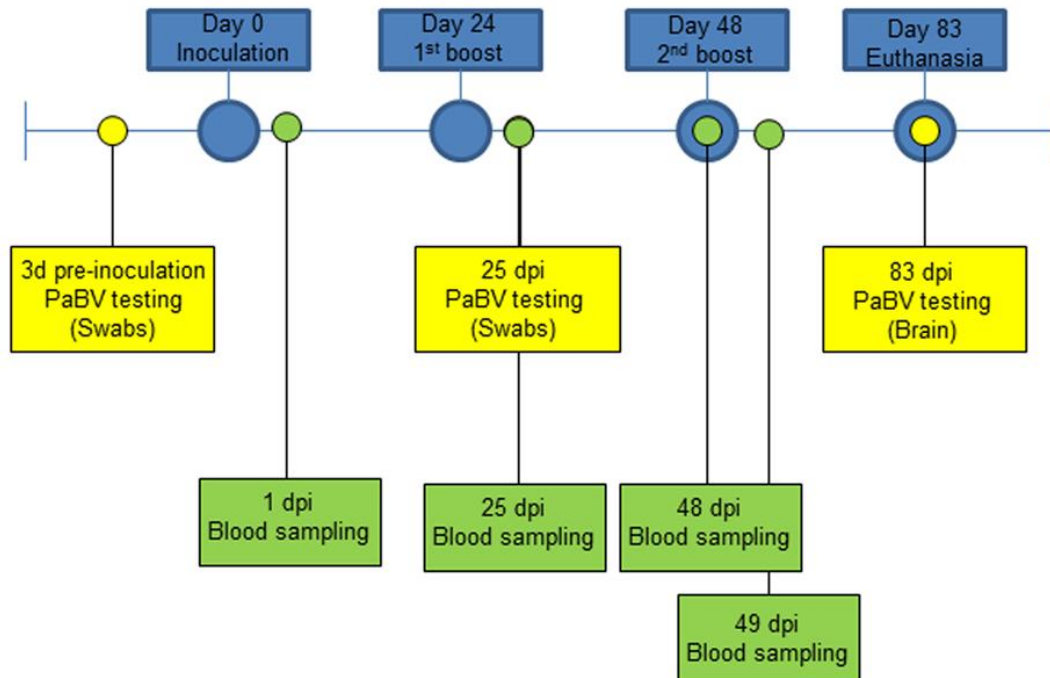 Day 0
Inoculation
Day 24
1st boost
Day 48
2nd boost
Day 83
Euthanasia
3d pre-inoculation
PaBV testing
(Swabs)
25 dpi
PaBV testing
(Swabs)
83 dpi
PaBV testing
(Brain)
1 dpi
Blood sampling
25 dpi
Blood sampling
48 dpi
Blood sampling
49 dpi
Blood sampling